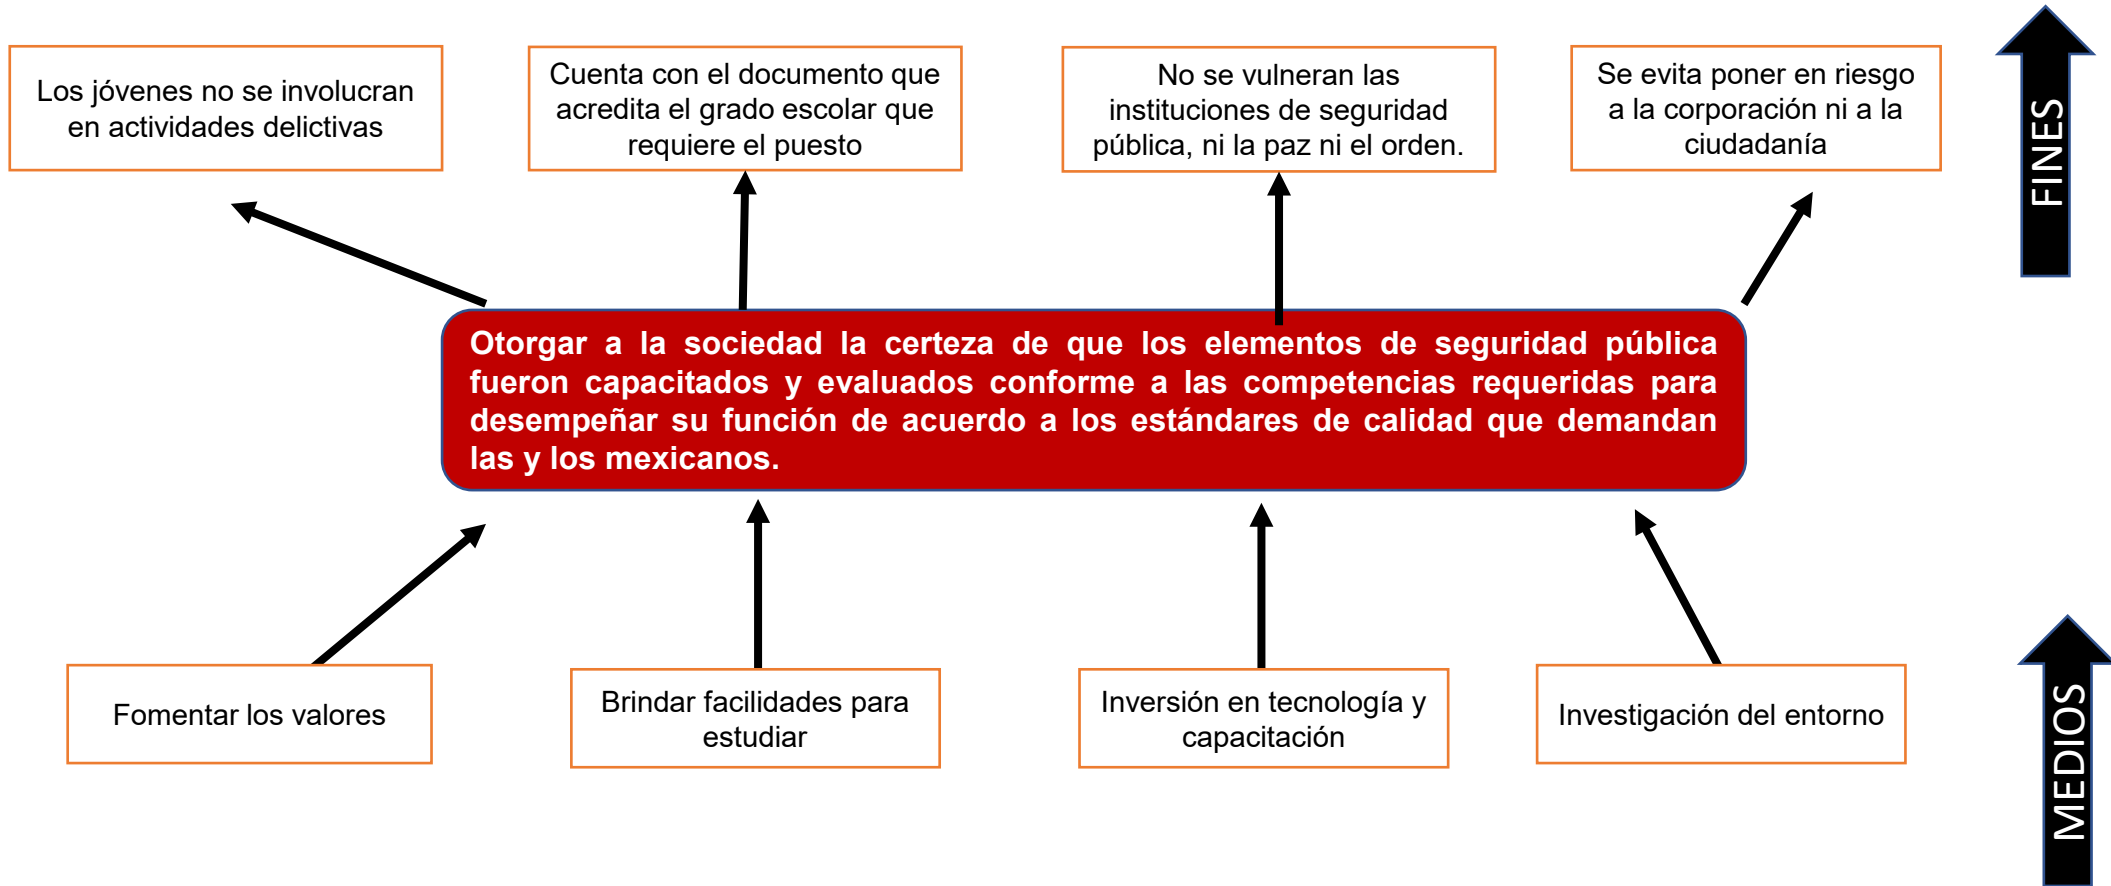 Los jóvenes no se involucran
en actividades delictivas
Cuenta con el documento que
acredita el grado escolar que
requiere el puesto
No se vulneran las
instituciones de seguridad
pública, ni la paz ni el orden.
Se evita poner en riesgo
a la corporación ni a la
ciudadanía
FINES
Otorgar a la sociedad la certeza de que los elementos de seguridad pública
fueron capacitados y evaluados conforme a las competencias requeridas para
desempeñar su función de acuerdo a los estándares de calidad que demandan
las y los mexicanos.
Fomentar los valores
Brindar facilidades para
estudiar
Inversión en tecnología y
capacitación
Investigación del entorno
MEDIOS